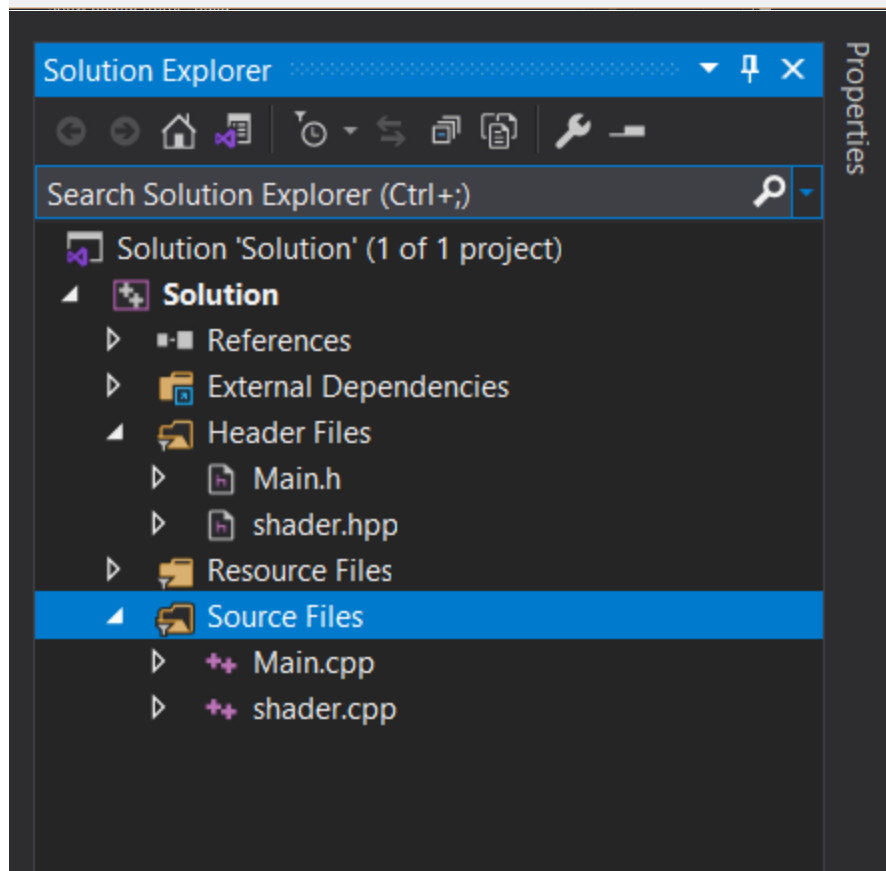 Solution Explorer
Properties
Search Solution Explorer (Ctrl+;)
Solution 'Solution' (1 of 1 project)
Solution
References
External Dependencies
Header Files
Main.h
shader.hpp
Resource Files
Source Files
Main.cpp
shader.cpp